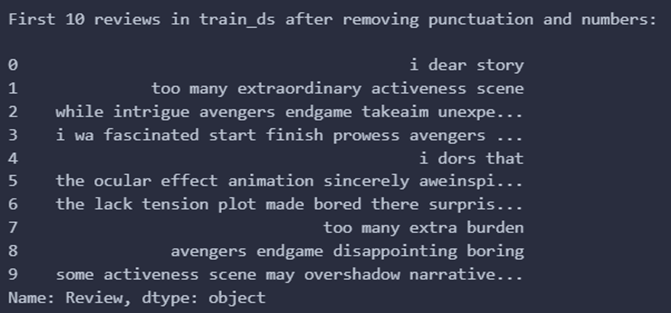 First 10 reviews in train_ds after removing punctuation and numbers:
0 i dear story
1 too many extraordinary activeness scene
2 while intrigue avengers endgame takeaim unexpe...
3 i wa fascinated start finish prowess avengers ...
4 i dors that
5 the ocular effect animation sincerely aweinspi...
6 the lack tension plot made bored there surpris...
7 too many extra burden
8 avengers endgame disappointing boring
9 some activeness scene may overshadow narrative...
Name: Review, dtype: object